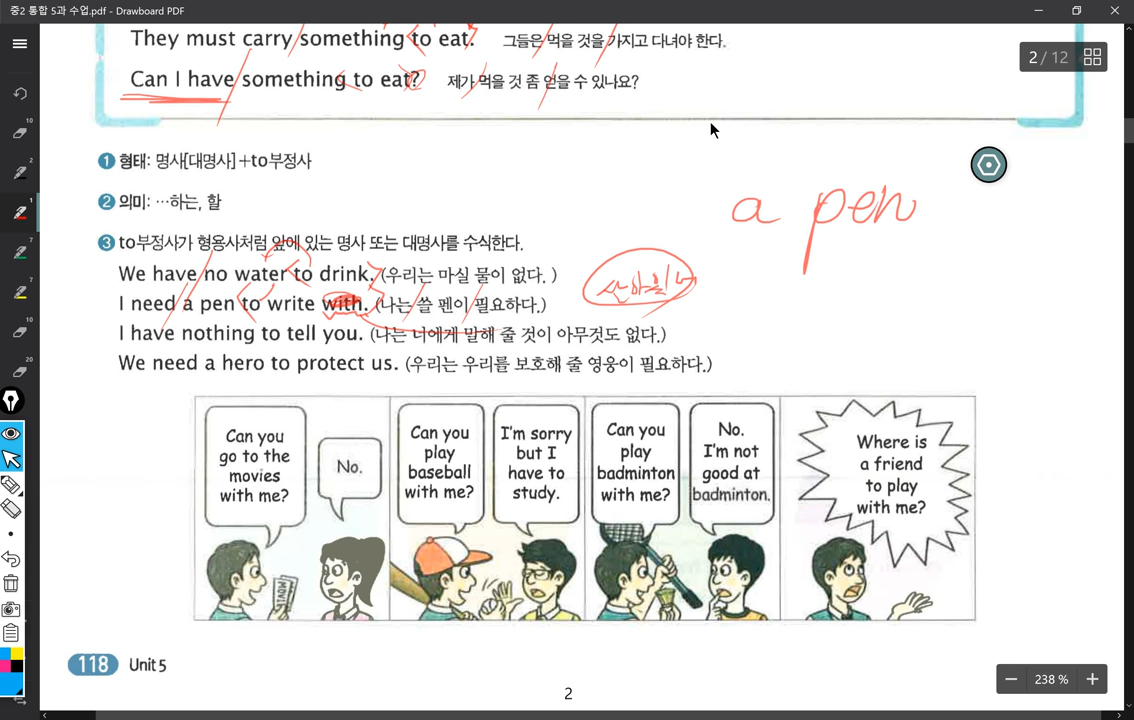 중2 통합 5과 수업.pdf - Drawboard PDF
They must carry something to eat. 그들은 먹을 것을 가지고 다녀야 한다.
2 / 12
Can I have something to eat? 제가 먹을 것 좀 얻을 수 있나요?
1 형태: 명사[대명사]+to부정사
2 의미: …하는, 할
a pen
3 to부정사가 형용사처럼 앞에 있는 명사 또는 대명사를 수식한다.
We have no water to drink. (우리는 마실 물이 없다. )
I need a pen to write with. (나는 쓸 펜이 필요하다.)
I have nothing to tell you. (나는 너에게 말해 줄 것이 아무것도 없다.)
We need a hero to protect us. (우리는 우리를 보호해 줄 영웅이 필요하다.)
Can you
go to the
movies
with me?
No.
Can you
play
baseball
with me?
I'm sorry
but I
have to
study.
Can you
play
badminton
with me?
No.
I'm not
good at
badminton.
Where is
a friend
to play
with me?
118 Unit 5
2
238 %
10
2
1
7
7
10
20